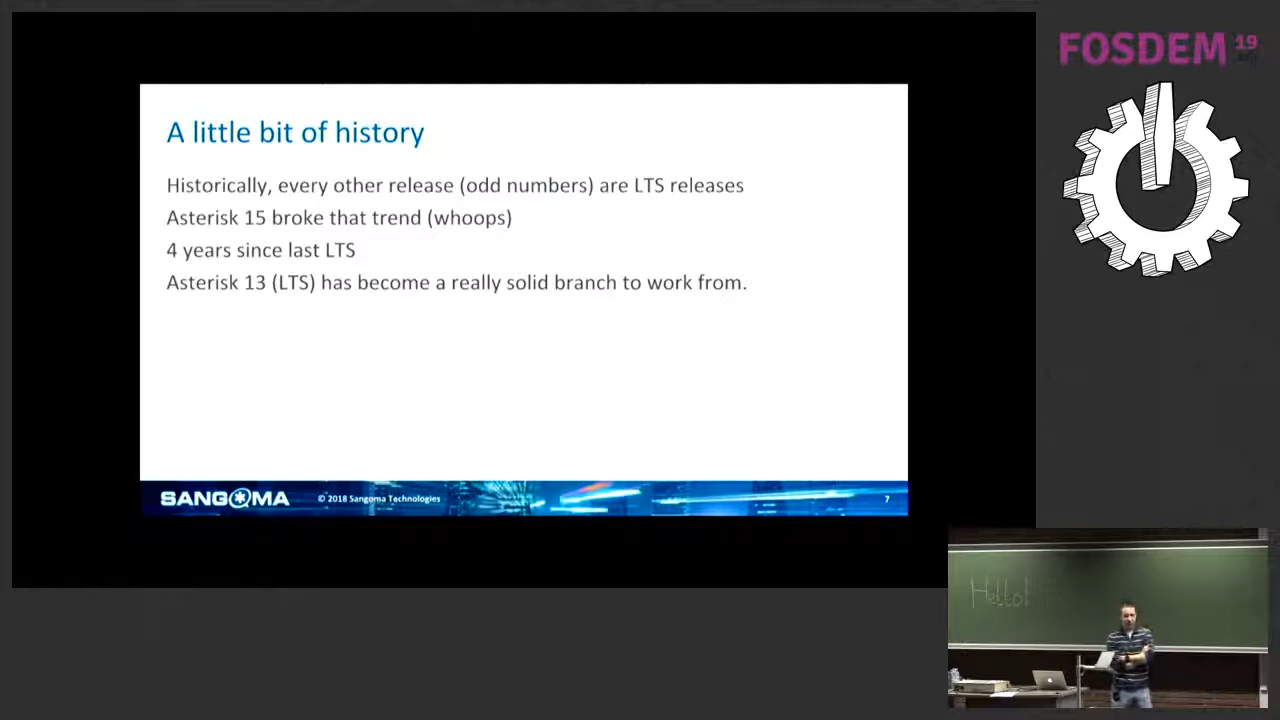 FOSDEM 19
.org
A little bit of history
Historically, every other release (odd numbers) are LTS releases
Asterisk 15 broke that trend (whoops)
4 years since last LTS
Asterisk 13 (LTS) has become a really solid branch to work from.
SANGOMA
© 2018 Sangoma Technologies
7
Hello!